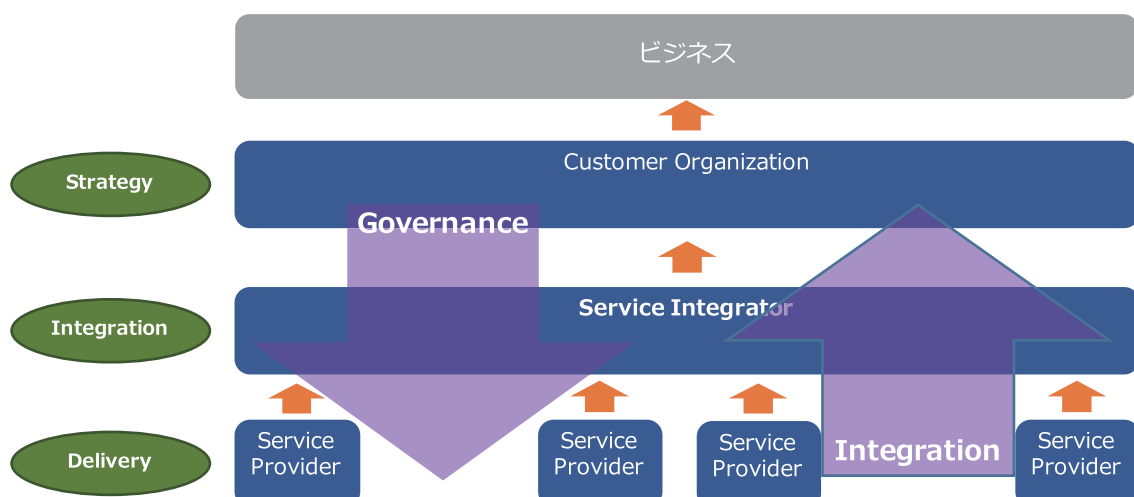 ビジネス
Customer Organization
Strategy
Governance
Service Integrator
Integration
Service
Provider
Service
Provider
Service
Provider
Service
Provider
Delivery
Integration